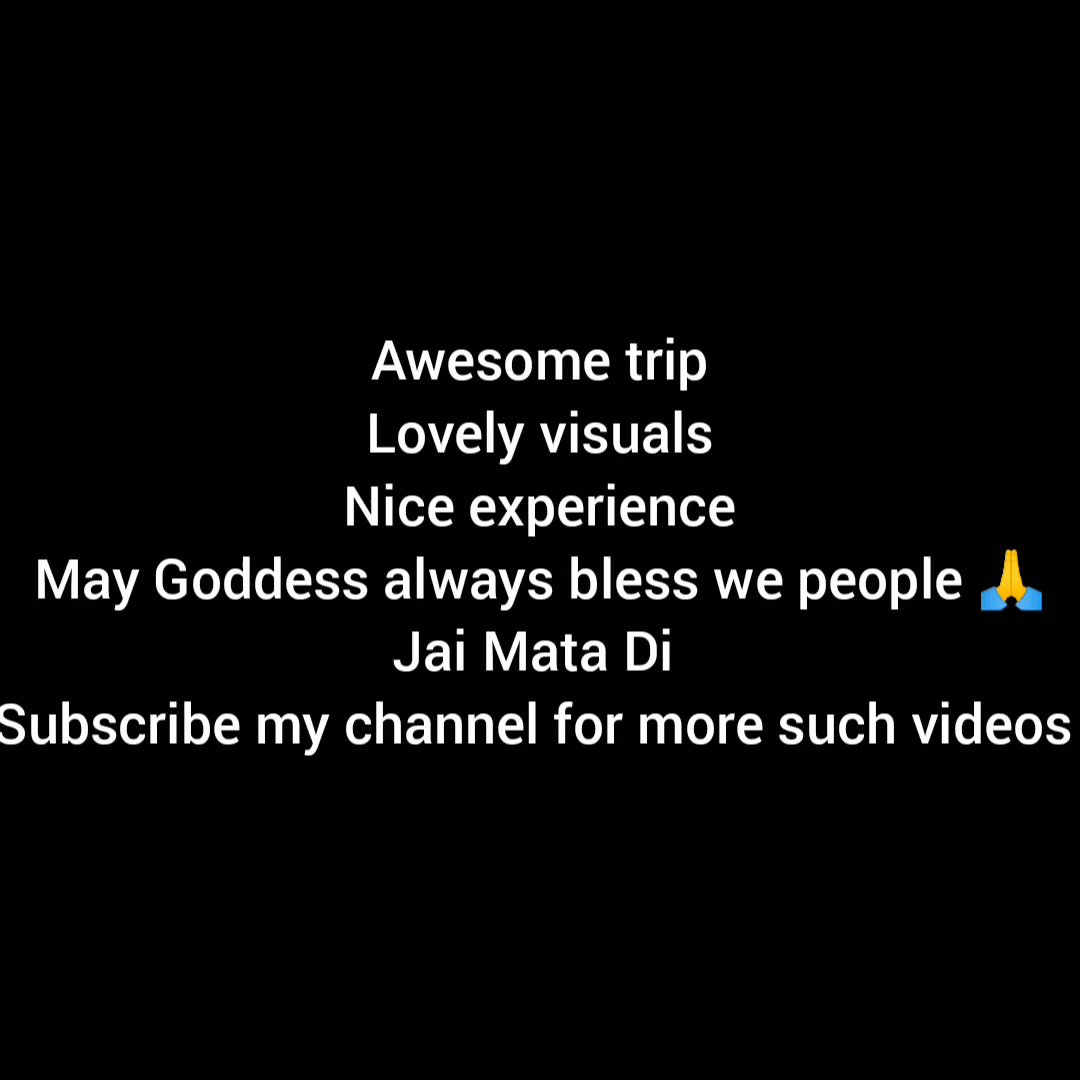 Awesome trip
Lovely visuals
Nice experience
May Goddess always bless we people 🙏
Jai Mata Di
Subscribe my channel for more such videos